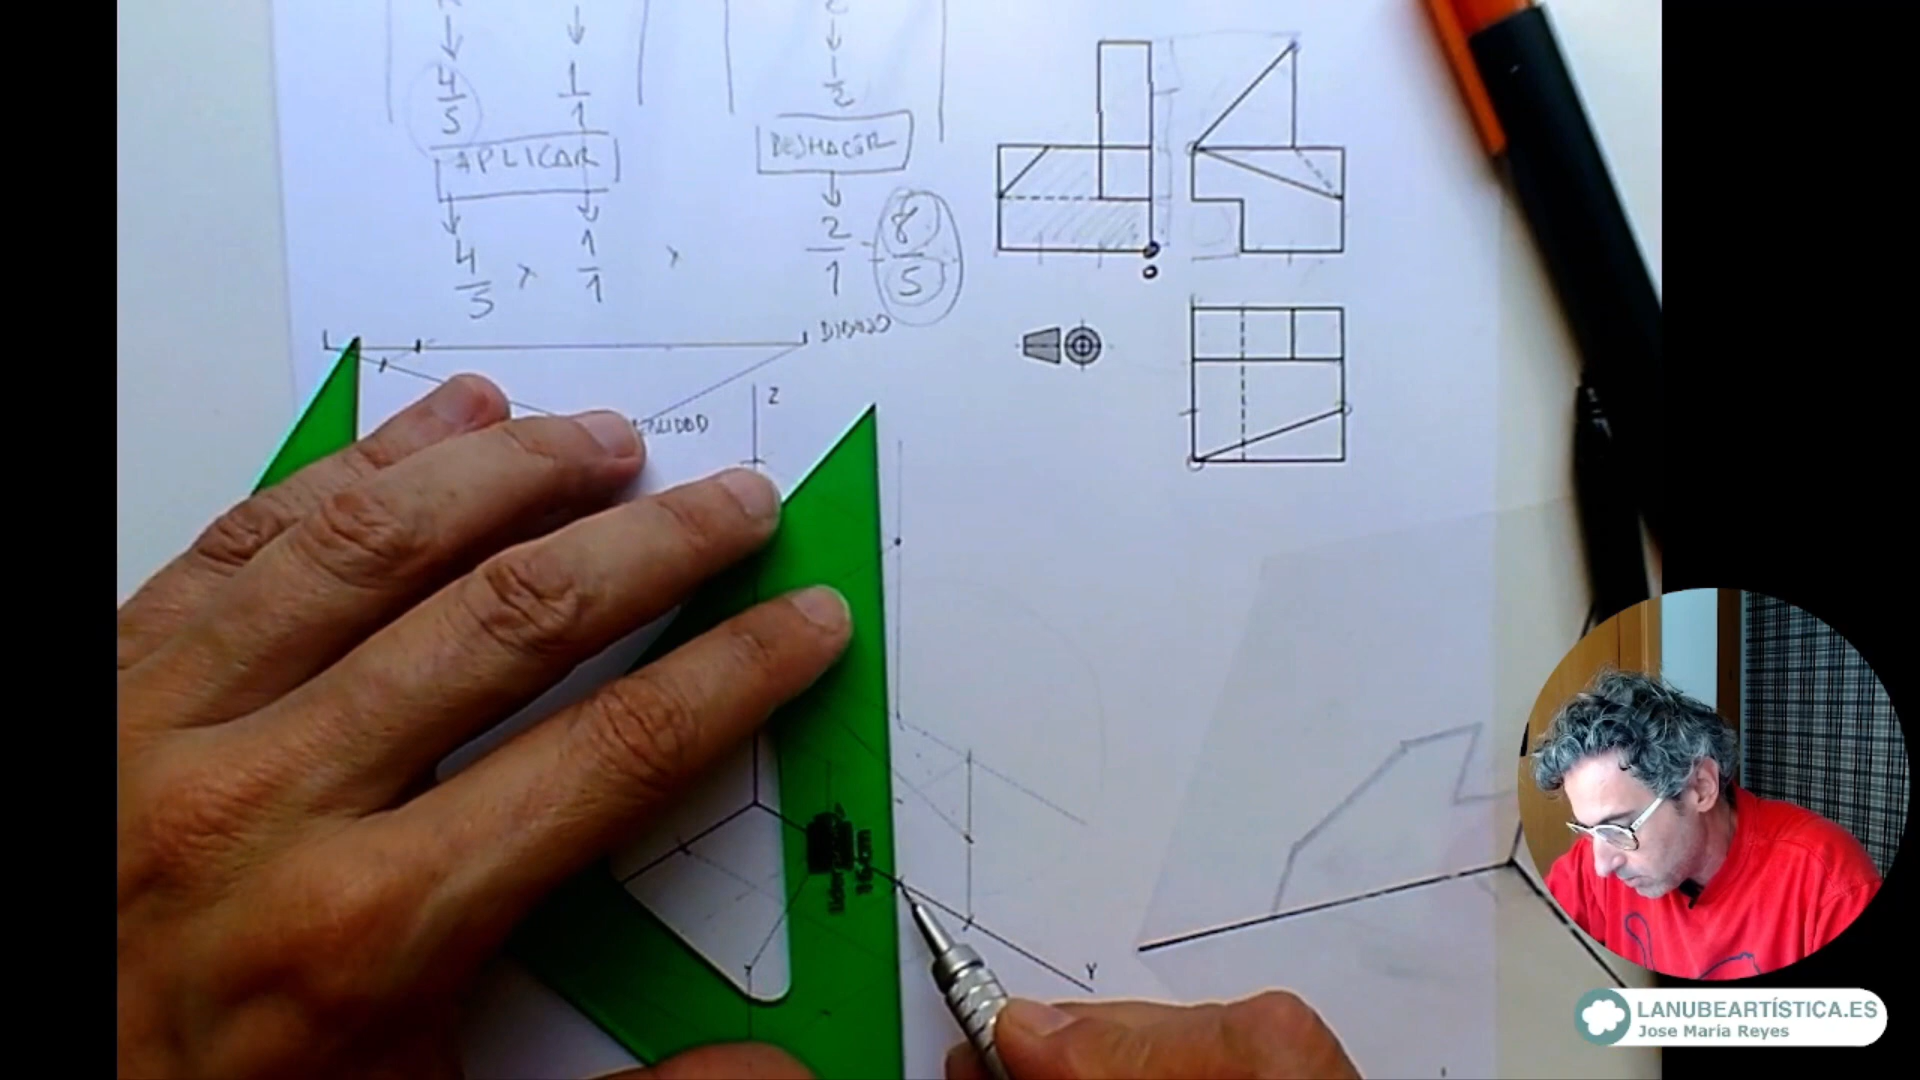 4/5
1/1
1/2
APLICAR
DESHACER
4/5 × 1/1 × 2/1 = 8/5
DIBUJO
Z
Y
Y
LANUBEARTÍSTICA.ES
Jose Maria Reyes